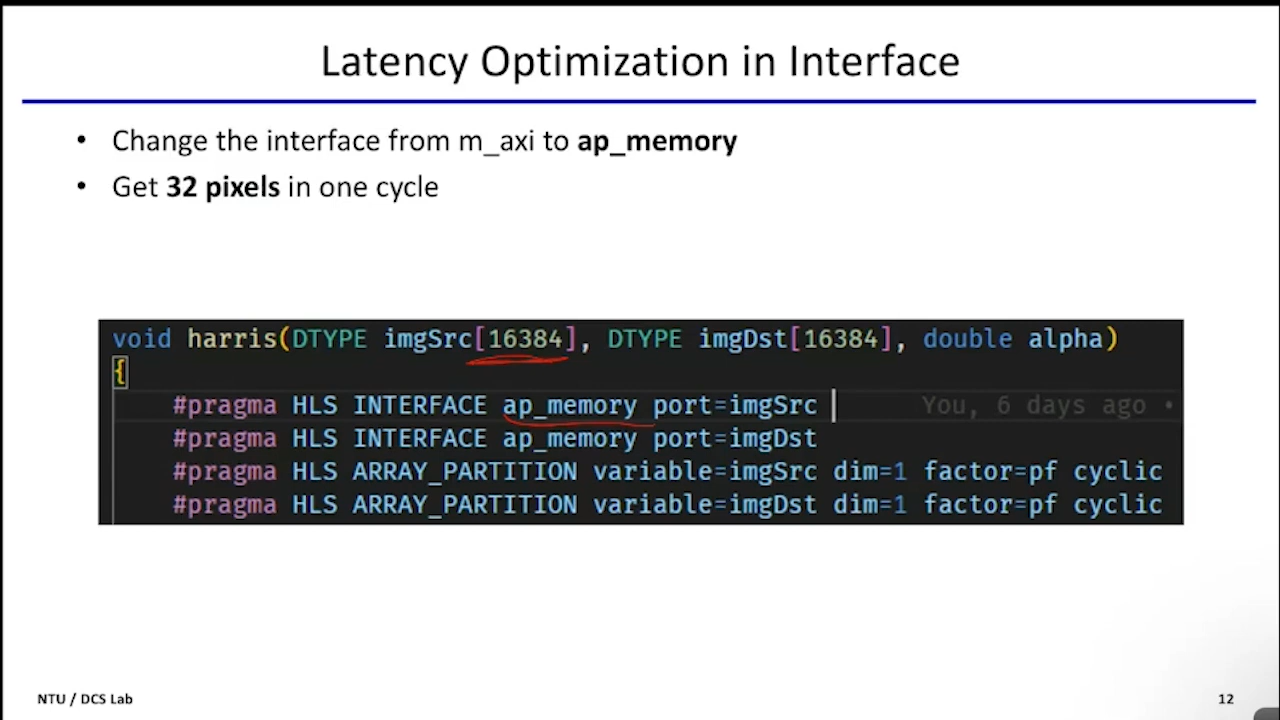 Latency Optimization in Interface
• Change the interface from m_axi to ap_memory
• Get 32 pixels in one cycle
void harris(DTYPE imgSrc[16384], DTYPE imgDst[16384], double alpha)
{
#pragma HLS INTERFACE ap_memory port=imgSrc You, 6 days ago •
#pragma HLS INTERFACE ap_memory port=imgDst
#pragma HLS ARRAY_PARTITION variable=imgSrc dim=1 factor=pf cyclic
#pragma HLS ARRAY_PARTITION variable=imgDst dim=1 factor=pf cyclic
NTU / DCS Lab
12